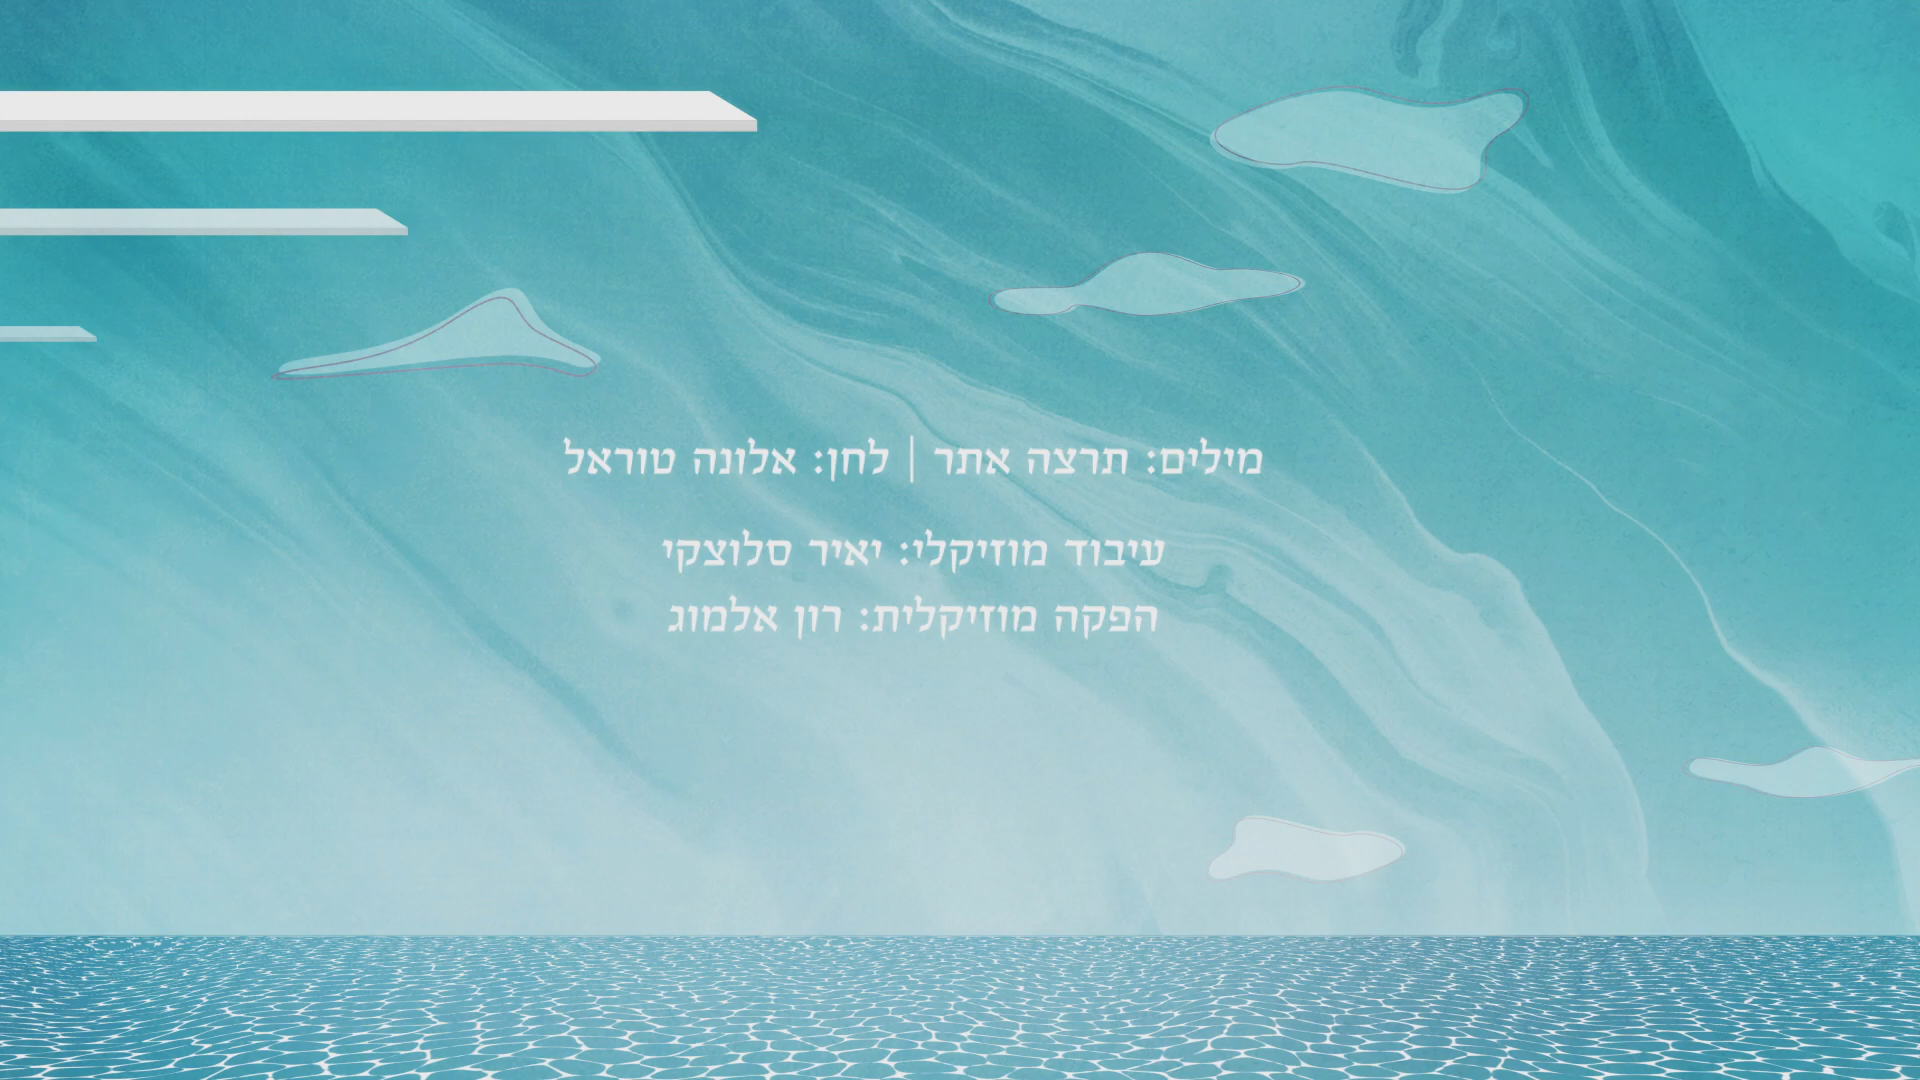 מילים: תרצה אתר | לחן: אלונה טוראל
עיבוד מוזיקלי: יאיר סלוצקי
הפקה מוזיקלית: רון אלמוג